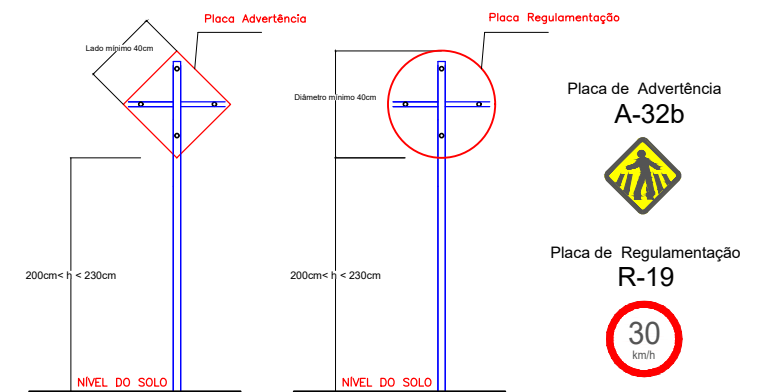 Placa Advertência
Lado mínimo 40cm
200cm< h < 230cm
NÍVEL DO SOLO
Placa Regulamentação
Diâmetro mínimo 40cm
200cm< h < 230cm
NÍVEL DO SOLO
Placa de Advertência
A-32b
Placa de Regulamentação
R-19
30
km/h